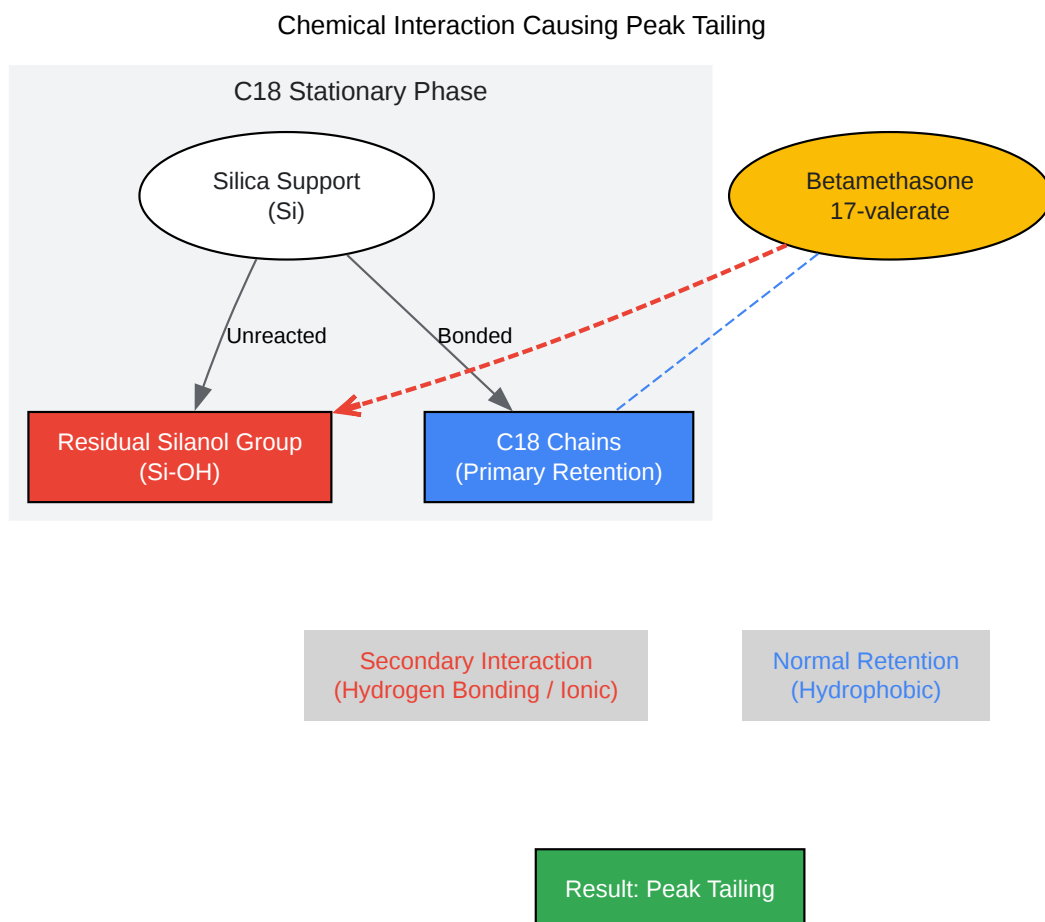 Chemical Interaction Causing Peak Tailing
C18 Stationary Phase
Silica Support
(Si)
Betamethasone
17-valerate
Unreacted
Bonded
Residual Silanol Group
(Si-OH)
C18 Chains
(Primary Retention)
Secondary Interaction
(Hydrogen Bonding / Ionic)
Normal Retention
(Hydrophobic)
Result: Peak Tailing